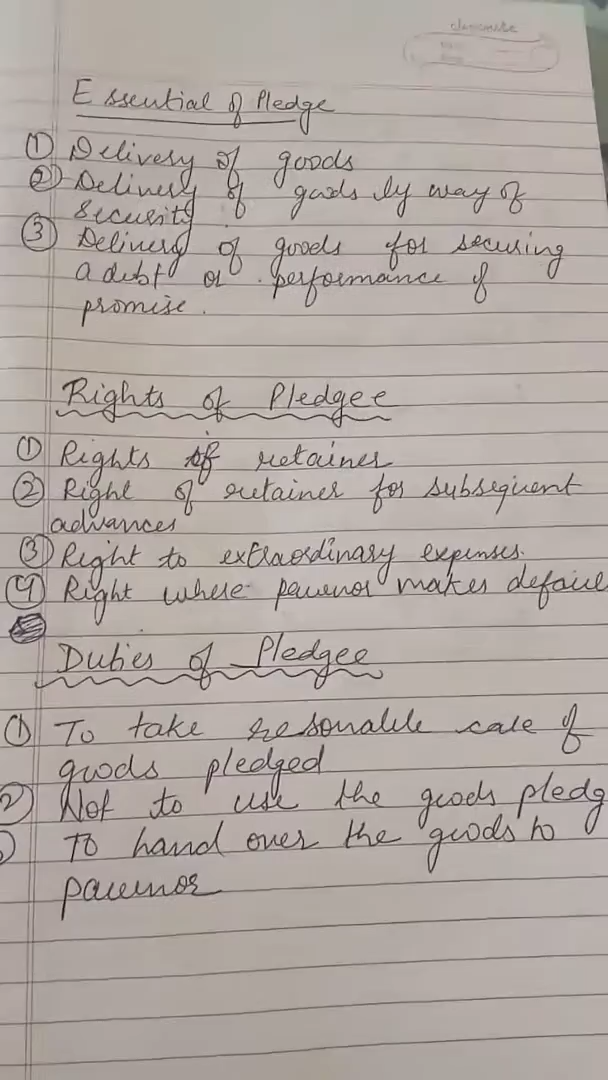 classmate
Essential of Pledge
① Delivery of goods
② Delivery of goods by way of
security
③ Delivery of goods for securing
a debt or performance of
promise.
Rights of Pledgee
① Rights of retainer
② Right of retainer for subsequent
advances
③ Right to extraordinary expenses.
④ Right where pawnor makes
Duties of Pledgee
① To take resonable care of
goods pledged
② Not to use the goods pledg
To hand over the goods to
pawnor